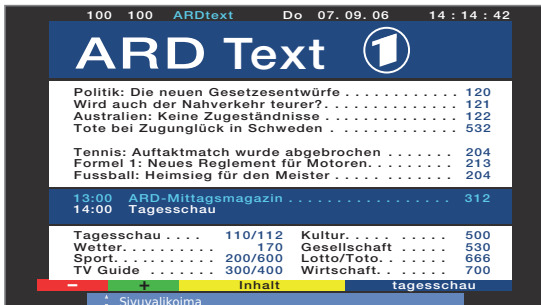 100 100 ARDtext Do 07. 09. 06 14 : 14 : 42
ARD Text 1
Politik: Die neuen Gesetzesentwürfe . . . . . . . . . . . . 120
Wird auch der Nahverkehr teurer?. . . . . . . . . . . . . . 121
Australien: Keine Zugeständnisse . . . . . . . . . . . . . . 122
Tote bei Zugunglück in Schweden . . . . . . . . . . . . . 532
Tennis: Auftaktmatch wurde abgebrochen . . . . . . . 204
Formel 1: Neues Reglement für Motoren. . . . . . . . . 213
Fussball: Heimsieg für den Meister . . . . . . . . . . . . 204
13:00 ARD-Mittagsmagazin . . . . . . . . . . . . . . . . . 312
14:00 Tagesschau
Tagesschau . . . . 110/112 Kultur. . . . . . . . . 500
Wetter. . . . . . . . . . 170 Gesellschaft . . . . . 530
Sport. . . . . . . . 200/600 Lotto/Toto. . . . . . . 666
TV Guide . . . . . . . 300/400 Wirtschaft. . . . . . . 700
− + Inhalt tagesschau
Sivuvalikoima